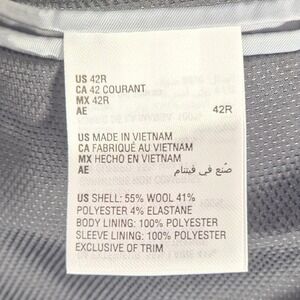 US 42R
CA 42 COURANT
MX 42R
AE 42R
US MADE IN VIETNAM
CA FABRIQUÉ AU VIETNAM
MX HECHO EN VIETNAM
AE صُنع في فيتنام
US SHELL: 55% WOOL 41%
POLYESTER 4% ELASTANE
BODY LINING: 100% POLYESTER
SLEEVE LINING: 100% POLYESTER
EXCLUSIVE OF TRIM